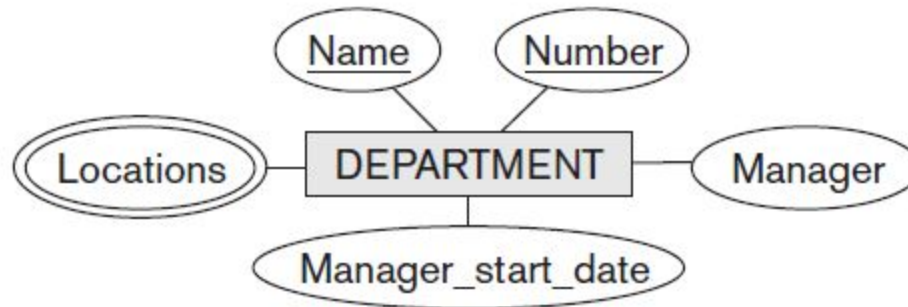 Name
Number
Locations
DEPARTMENT
Manager
Manager_start_date